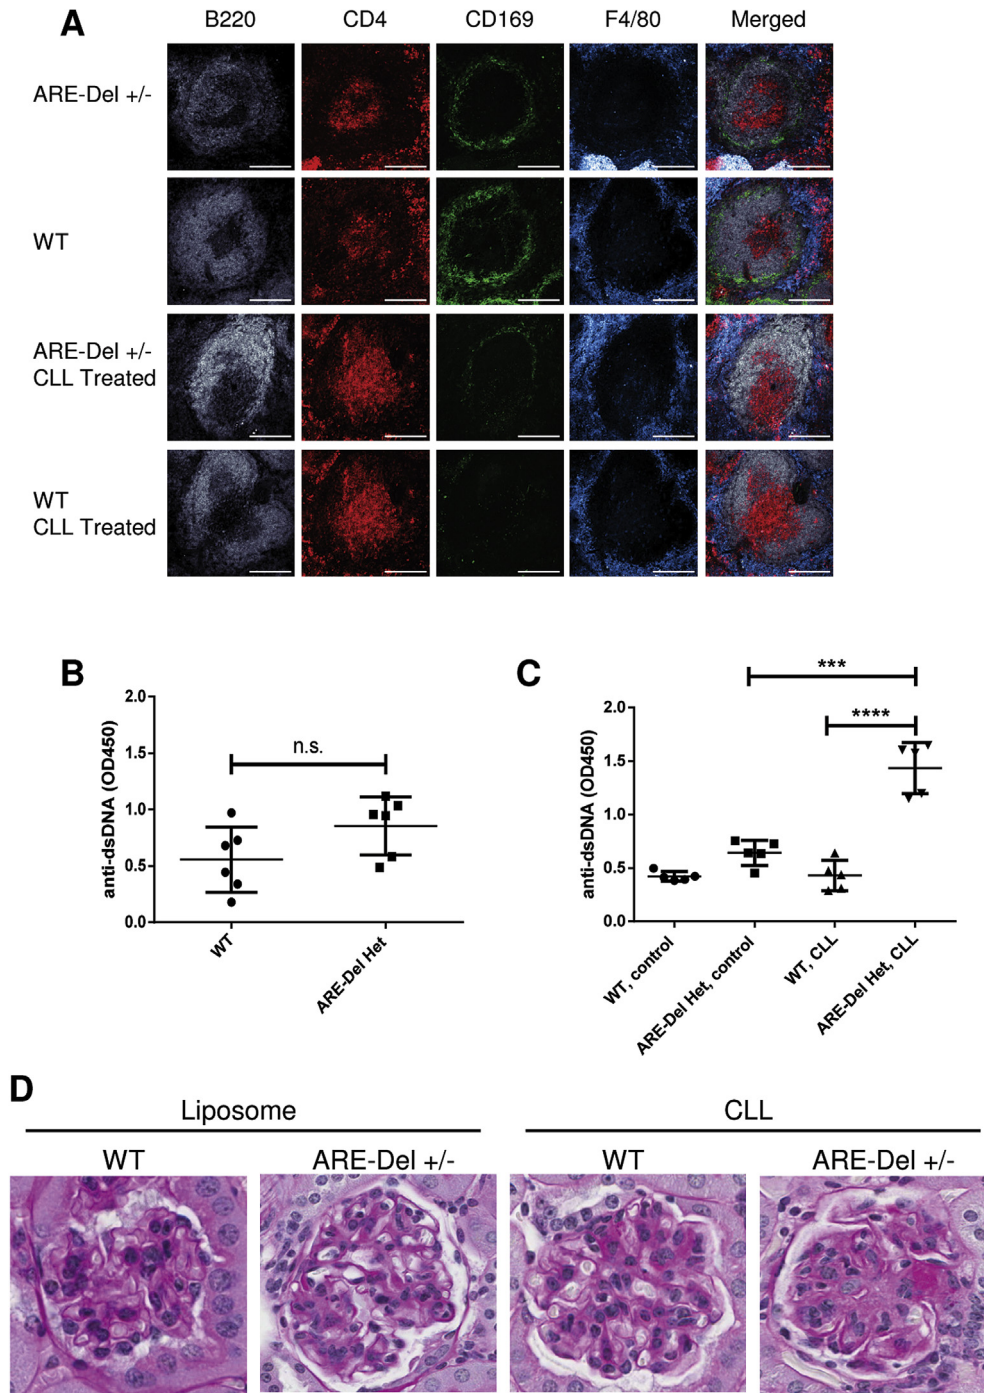 A
B220 CD4 CD169 F4/80 Merged
ARE-Del +/-
WT
ARE-Del +/-
CLL Treated
WT
CLL Treated
B
2.0
1.5
1.0
0.5
0.0
anti-dsDNA (OD450)
n.s.
WT
ARE-Del Het
C
***
****
2.0
1.5
1.0
0.5
0.0
anti-dsDNA (OD450)
WT, control
ARE-Del Het, control
WT, CLL
ARE-Del Het, CLL
D
Liposome CLL
WT ARE-Del +/- WT ARE-Del +/-